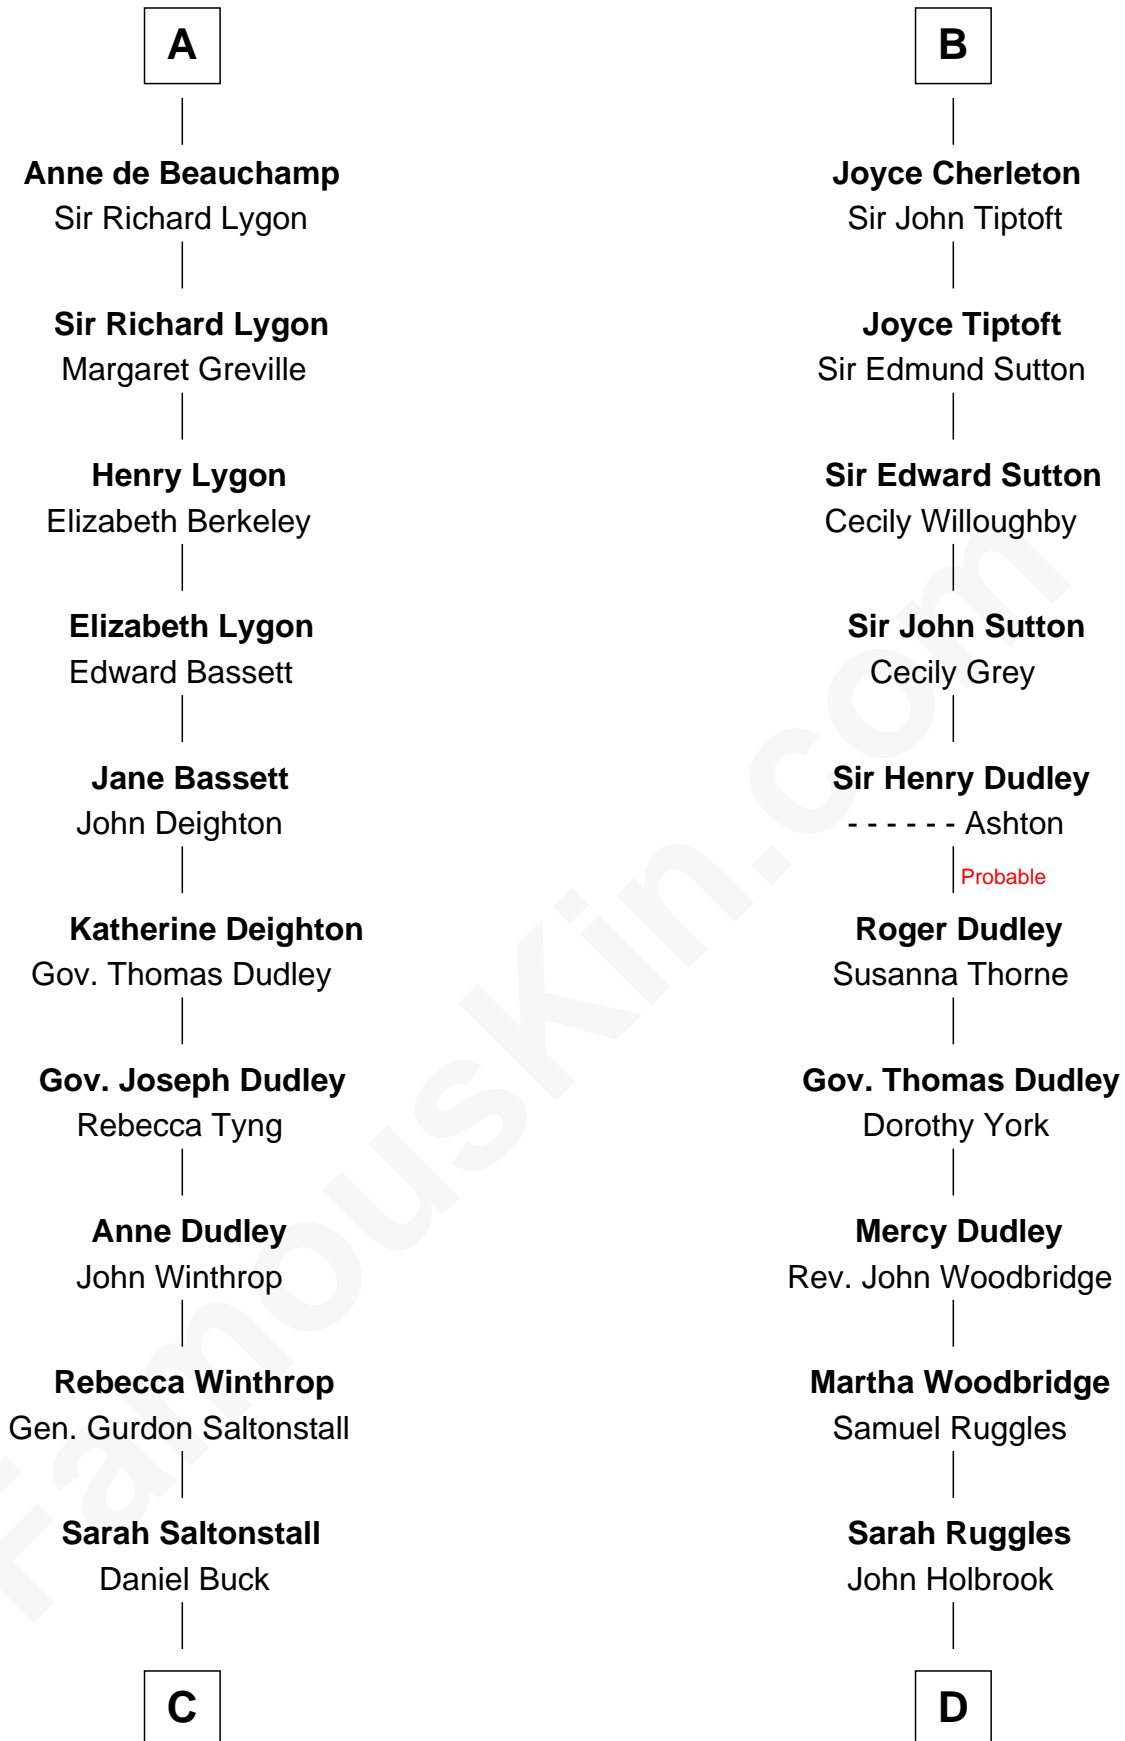 A
Anne de Beauchamp
Sir Richard Lygon
Sir Richard Lygon
Margaret Greville
Henry Lygon
Elizabeth Berkeley
Elizabeth Lygon
Edward Bassett
Jane Bassett
John Deighton
Katherine Deighton
Gov. Thomas Dudley
Gov. Joseph Dudley
Rebecca Tyng
Anne Dudley
John Winthrop
Rebecca Winthrop
Gen. Gurdon Saltonstall
Sarah Saltonstall
Daniel Buck
C
B
Joyce Cherleton
Sir John Tiptoft
Joyce Tiptoft
Sir Edmund Sutton
Sir Edward Sutton
Cecily Willoughby
Sir John Sutton
Cecily Grey
Sir Henry Dudley
- - - - - - Ashton
Probable
Roger Dudley
Susanna Thorne
Gov. Thomas Dudley
Dorothy York
Mercy Dudley
Rev. John Woodbridge
Martha Woodbridge
Samuel Ruggles
Sarah Ruggles
John Holbrook
D
FamousKin.com